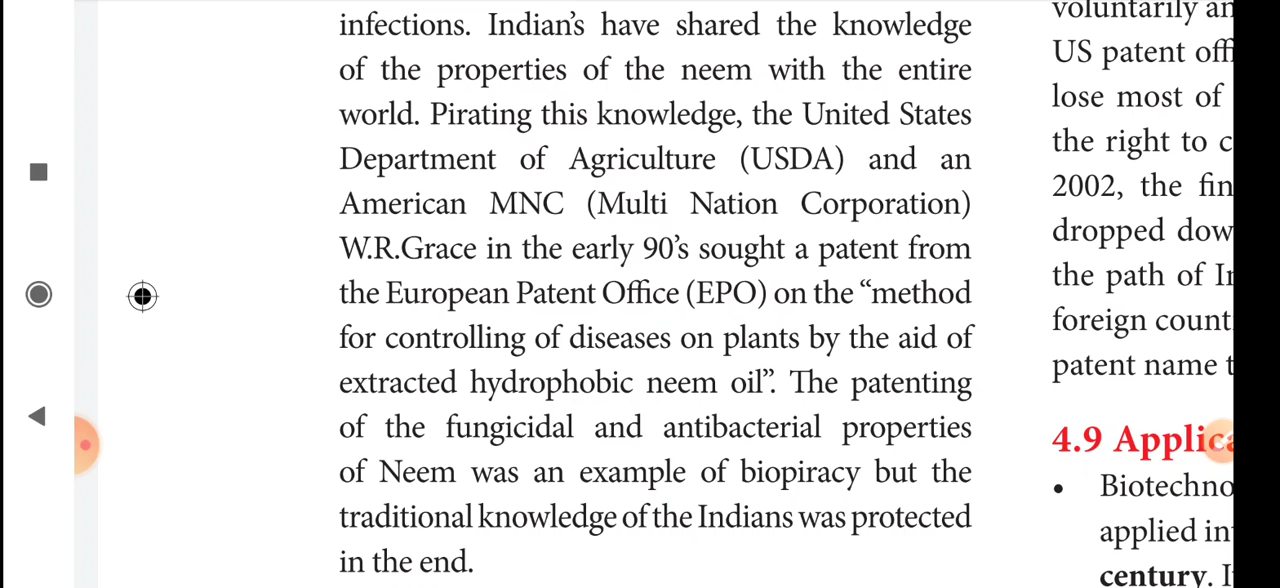 infections. Indian's have shared the knowledge
of the properties of the neem with the entire
world. Pirating this knowledge, the United States
Department of Agriculture (USDA) and an
American MNC (Multi Nation Corporation)
W.R.Grace in the early 90's sought a patent from
the European Patent Office (EPO) on the “method
for controlling of diseases on plants by the aid of
extracted hydrophobic neem oil”. The patenting
of the fungicidal and antibacterial properties
of Neem was an example of biopiracy but the
traditional knowledge of the Indians was protected
in the end.
voluntarily
US patent
lose most of
the right to
2002, the
dropped
the path of
foreign
patent name
4.9
•
applied
century.